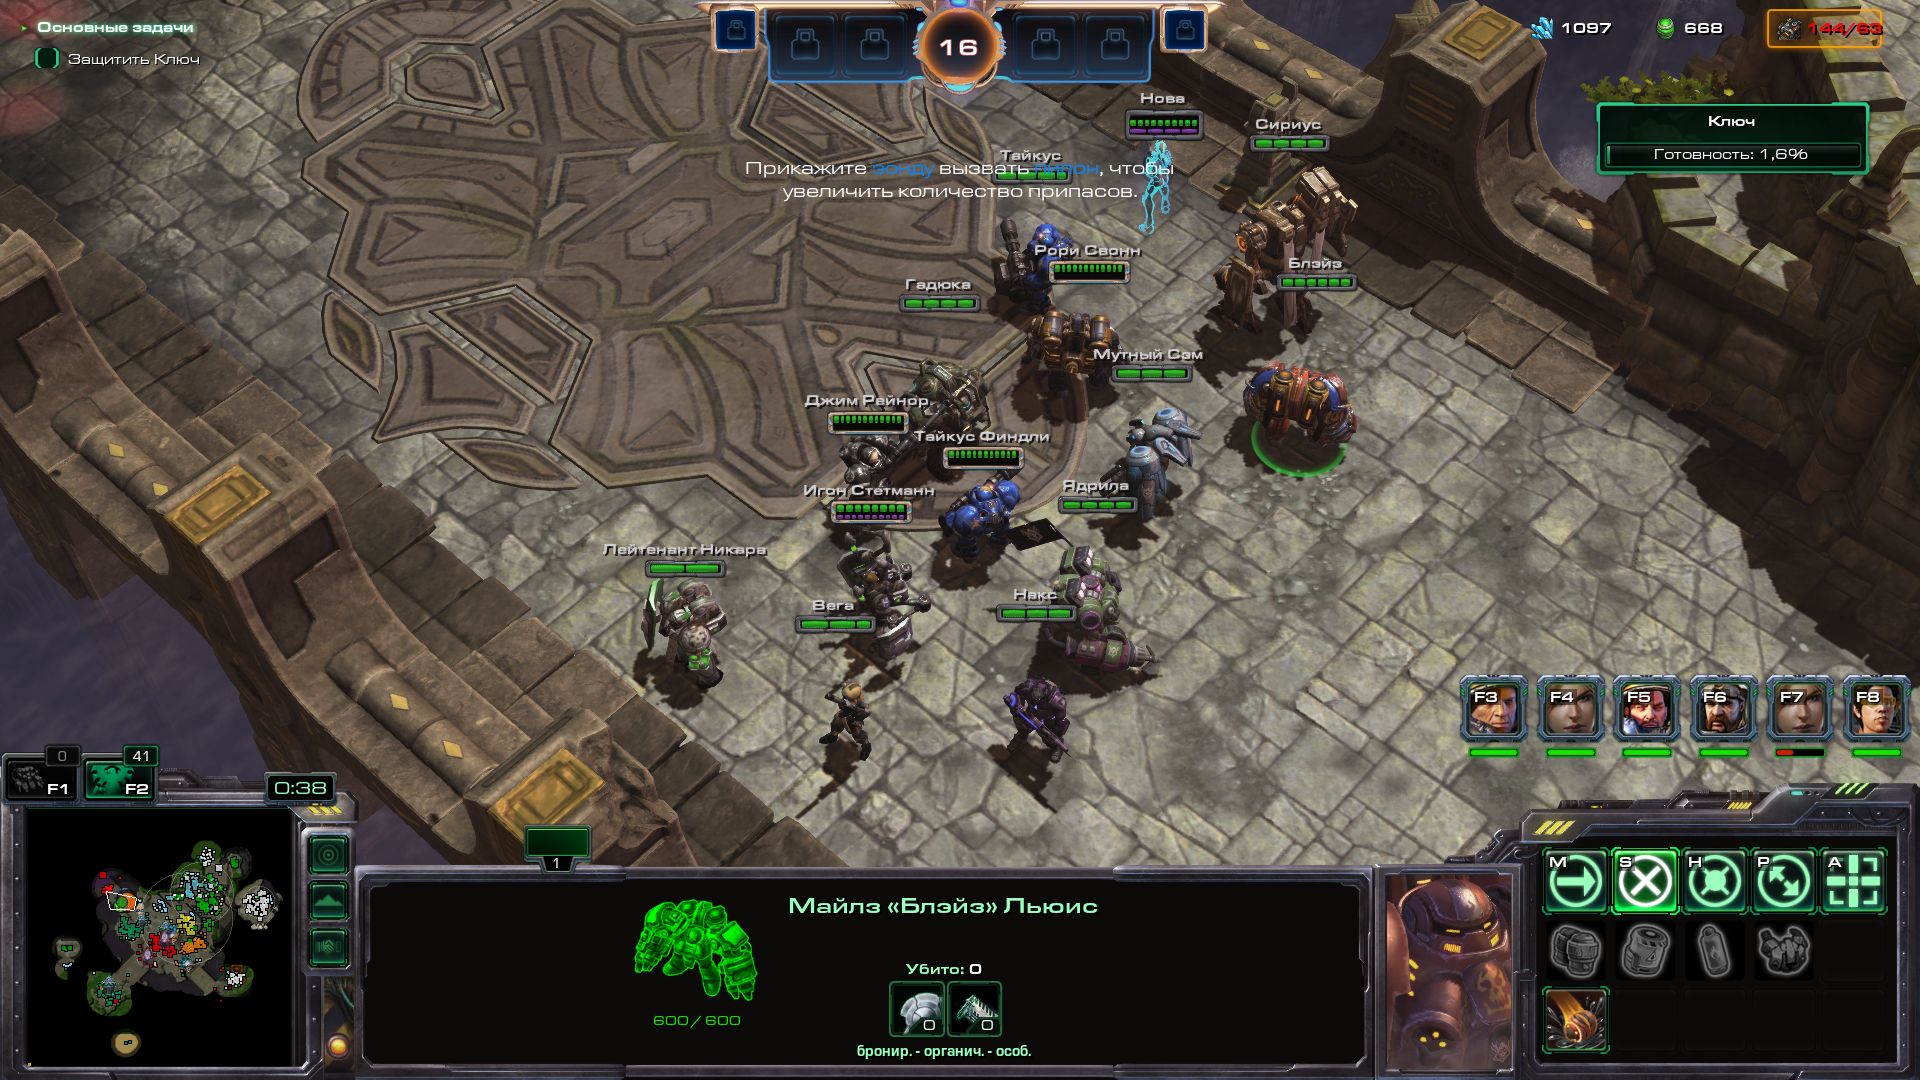 Основные задачи
Защитить Ключ
16
1097
668
144/63
Ключ
Готовность: 1,6%
Нова
Сириус
Тайкус
Прикажите зонду вызвать пилон, чтобы
увеличить количество припасов.
Рори Свонн
Блэйз
Гадюка
Мутный Сэм
Джим Рейнор
Тайкус Финдли
Игон Стетманн
Ядрила
Лейтенант Никара
Вега
Накс
F3
F4
F5
F6
F7
F8
0
F1
41
F2
0:38
1
Майлз «Блэйз» Льюис
Убито: 0
0
0
600/600
бронир. - органич. - особ.
M
S
H
P
A